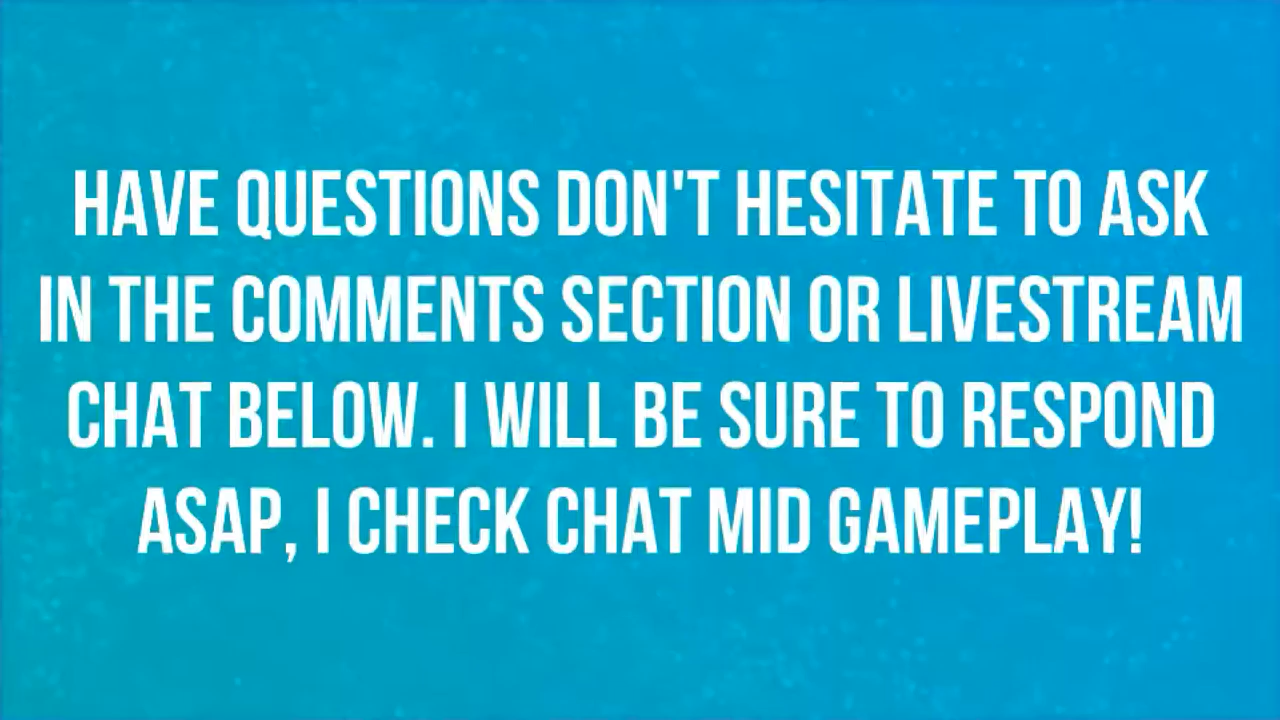 HAVE QUESTIONS DON'T HESITATE TO ASK
IN THE COMMENTS SECTION OR LIVESTREAM
CHAT BELOW. I WILL BE SURE TO RESPOND
ASAP, I CHECK CHAT MID GAMEPLAY!